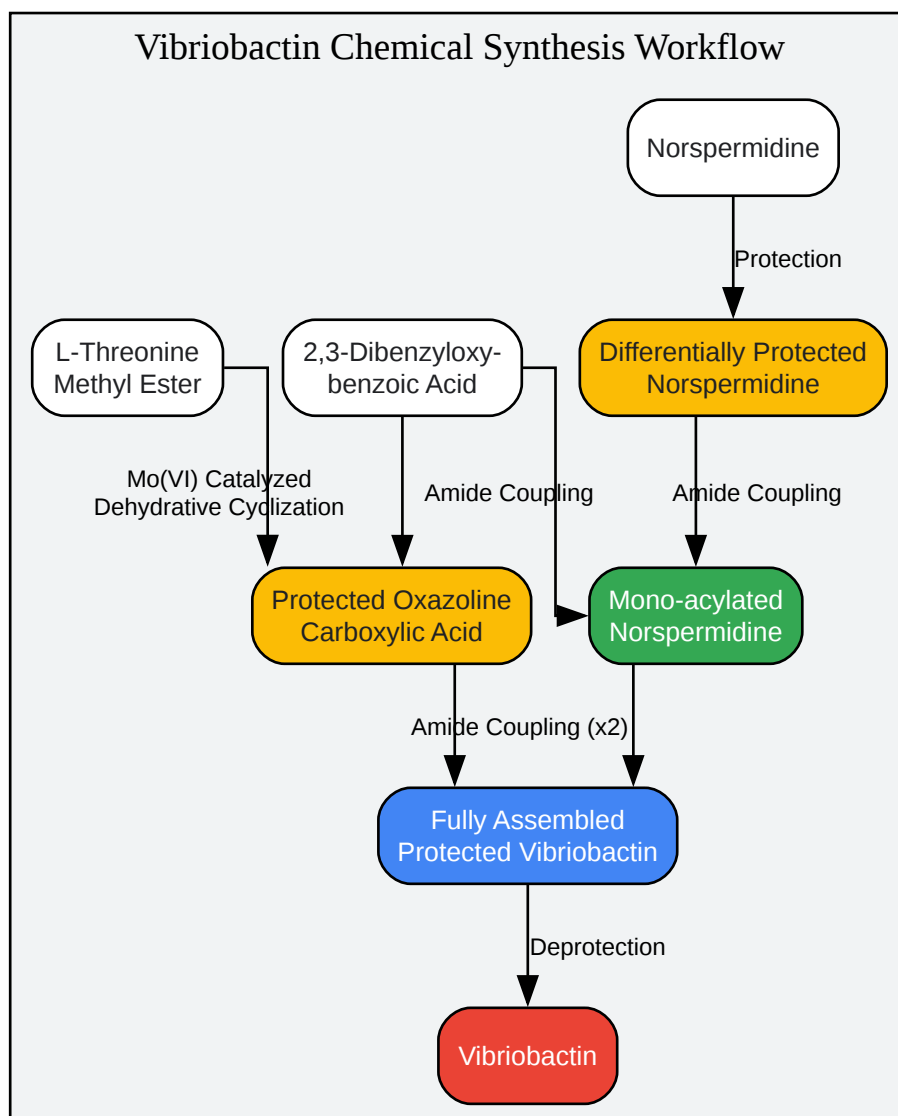 Vibriobactin Chemical Synthesis Workflow
Norspermidine
Protection
L-Threonine
Methyl Ester
2,3-Dibenzyloxy-
benzoic Acid
Differentially Protected
Norspermidine
Mo(VI) Catalyzed
Dehydrative Cyclization
Amide Coupling
Amide Coupling
Protected Oxazoline
Carboxylic Acid
Mono-acylated
Norspermidine
Amide Coupling (x2)
Fully Assembled
Protected Vibriobactin
Deprotection
Vibriobactin